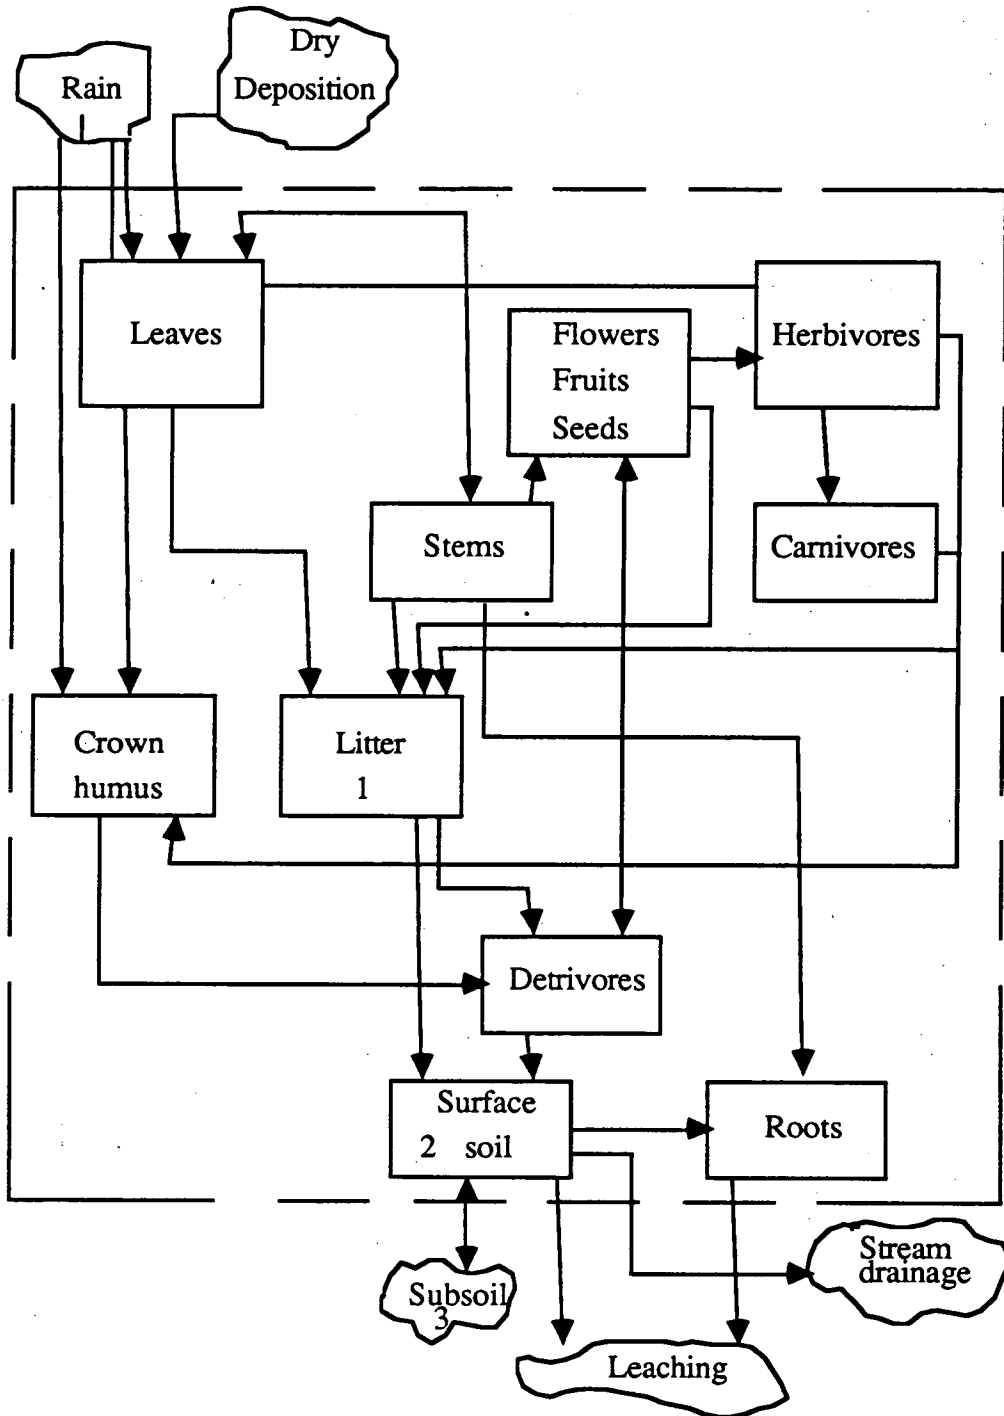 Dry
Deposition
Rain
Leaves
Flowers
Fruits
Seeds
Herbivores
Stems
Carnivores
Crown
humus
Litter
1
Detrivores
Surface
2 soil
Roots
Stream
drainage
Subsoil
3
Leaching